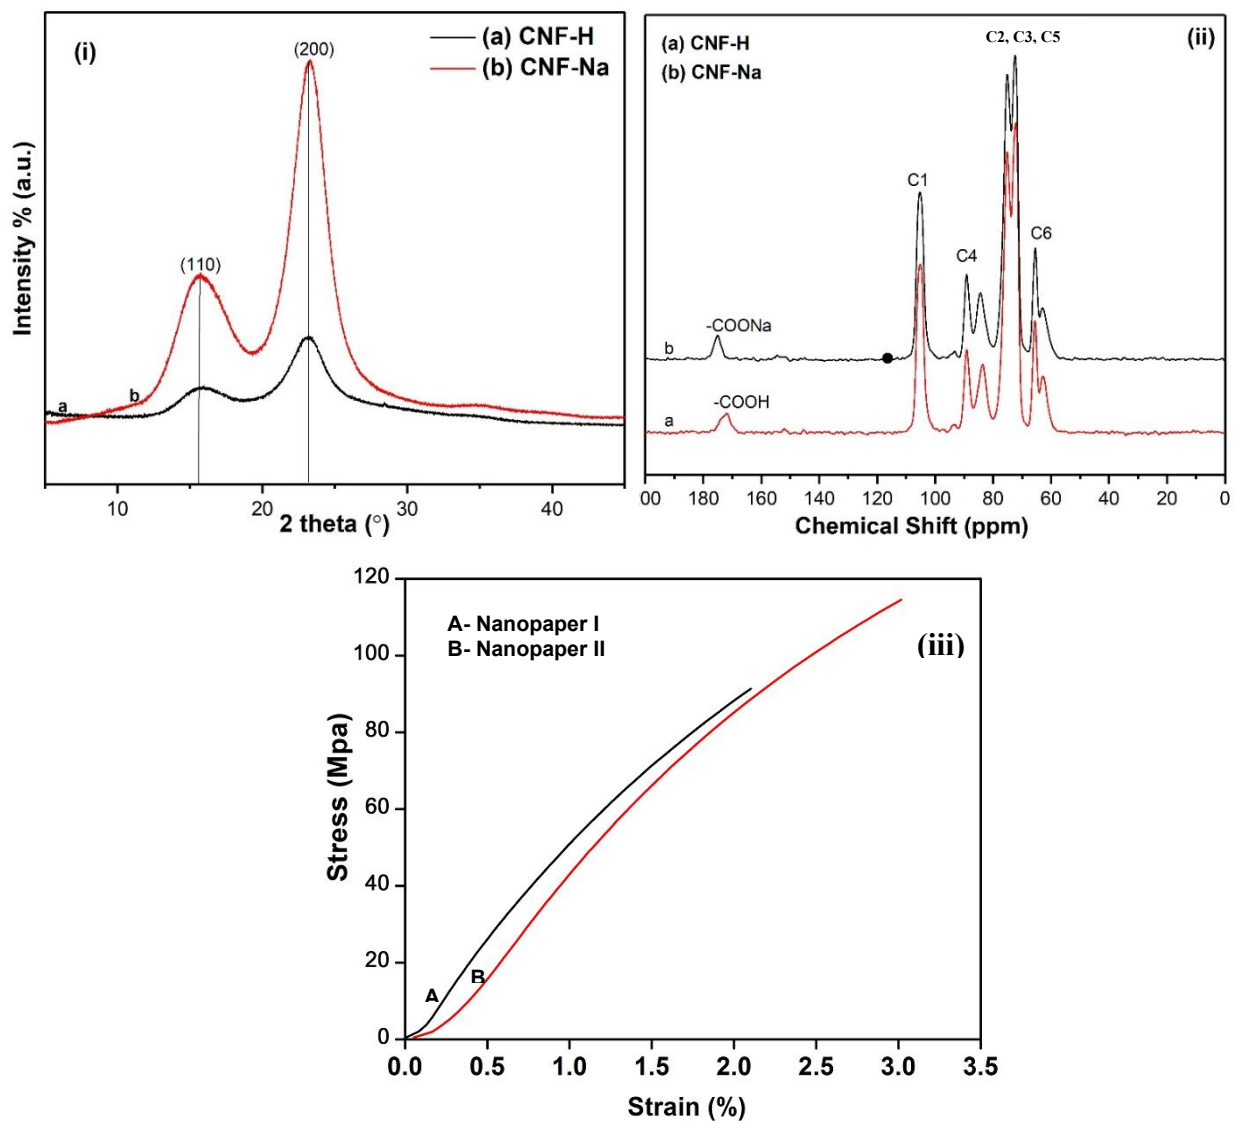 (i)
(a) CNF-H
(b) CNF-Na
(200)
(110)
a
b
Intensity % (a.u.)
10
20
30
40
2 theta (°)
(a) CNF-H
(b) CNF-Na
C2, C3, C5
(ii)
C1
C4
C6
-COONa
b
-COOH
a
00
180
160
140
120
100
80
60
40
20
0
Chemical Shift (ppm)
120
100
80
60
40
20
0
Stress (Mpa)
A- Nanopaper I
B- Nanopaper II
(iii)
A
B
0.0
0.5
1.0
1.5
2.0
2.5
3.0
3.5
Strain (%)